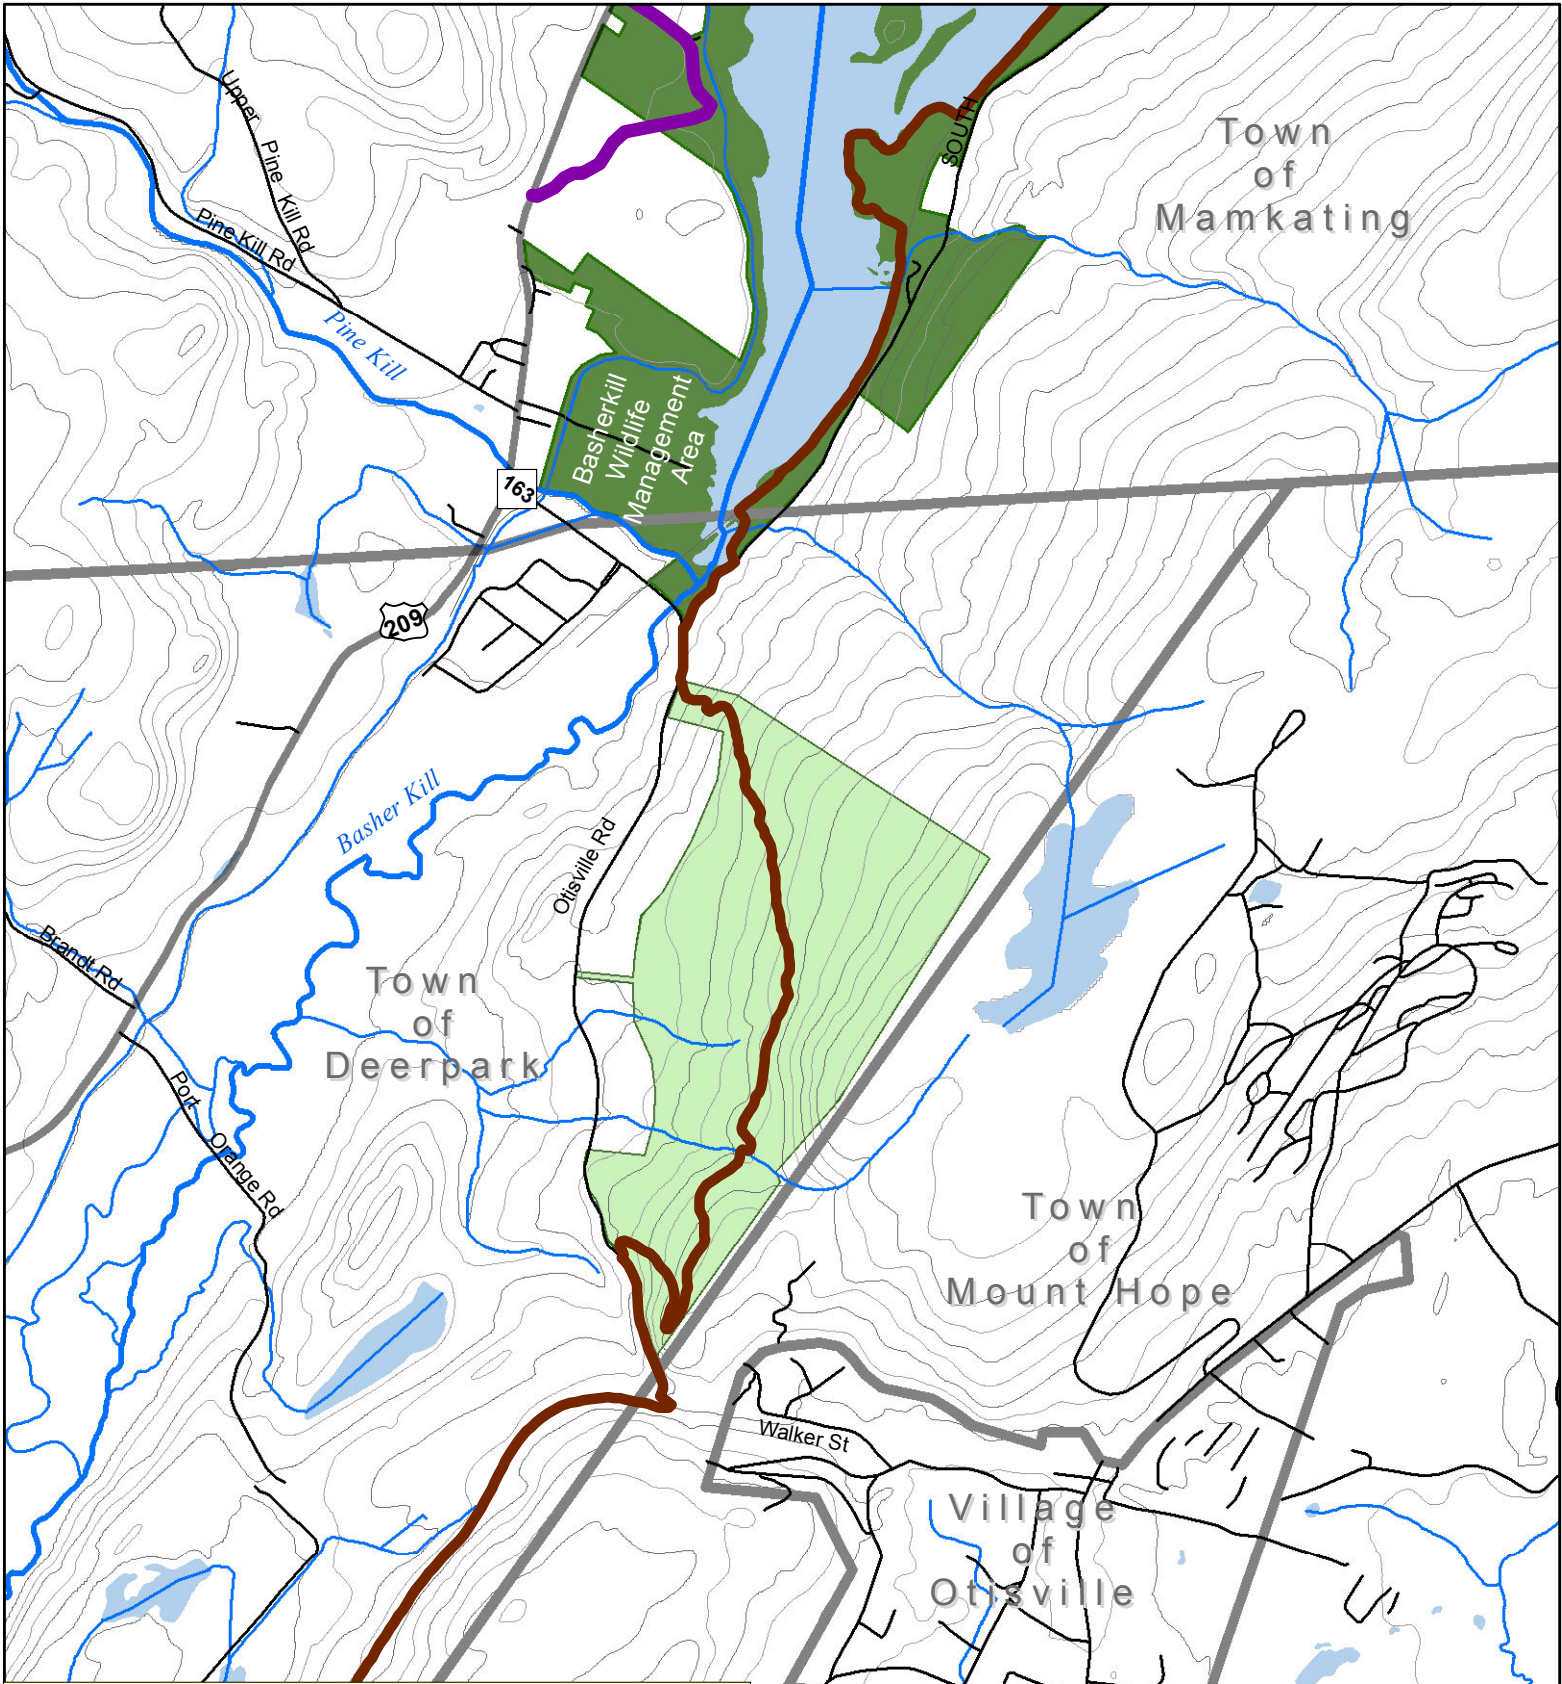 Upper
Pine
Kill Rd
Pine Kill Rd
Pine Kill
SOUTH
Town
of
Mamkating
Basherkill
Wildlife
Management
Area
163
209
Basher Kill
Otisville Rd
Brandt Rd
Town
of
Deerpark
Port
Orange Rd
Town
of
Mount Hope
Walker St
Village
of
Otisville